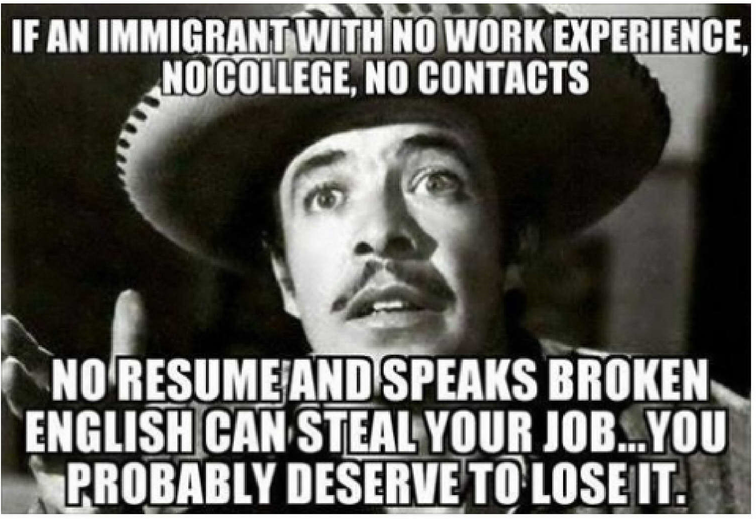 IF AN IMMIGRANT WITH NO WORK EXPERIENCE,
NO COLLEGE, NO CONTACTS
NO RESUME AND SPEAKS BROKEN
ENGLISH CAN STEAL YOUR JOB...YOU
PROBABLY DESERVE TO LOSE IT.